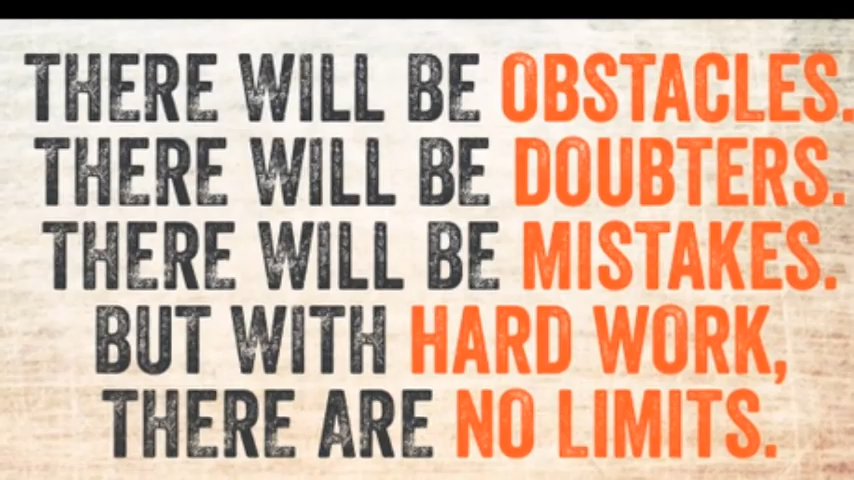 THERE WILL BE OBSTACLES.
THERE WILL BE DOUBTERS.
THERE WILL BE MISTAKES.
BUT WITH HARD WORK,
THERE ARE NO LIMITS.